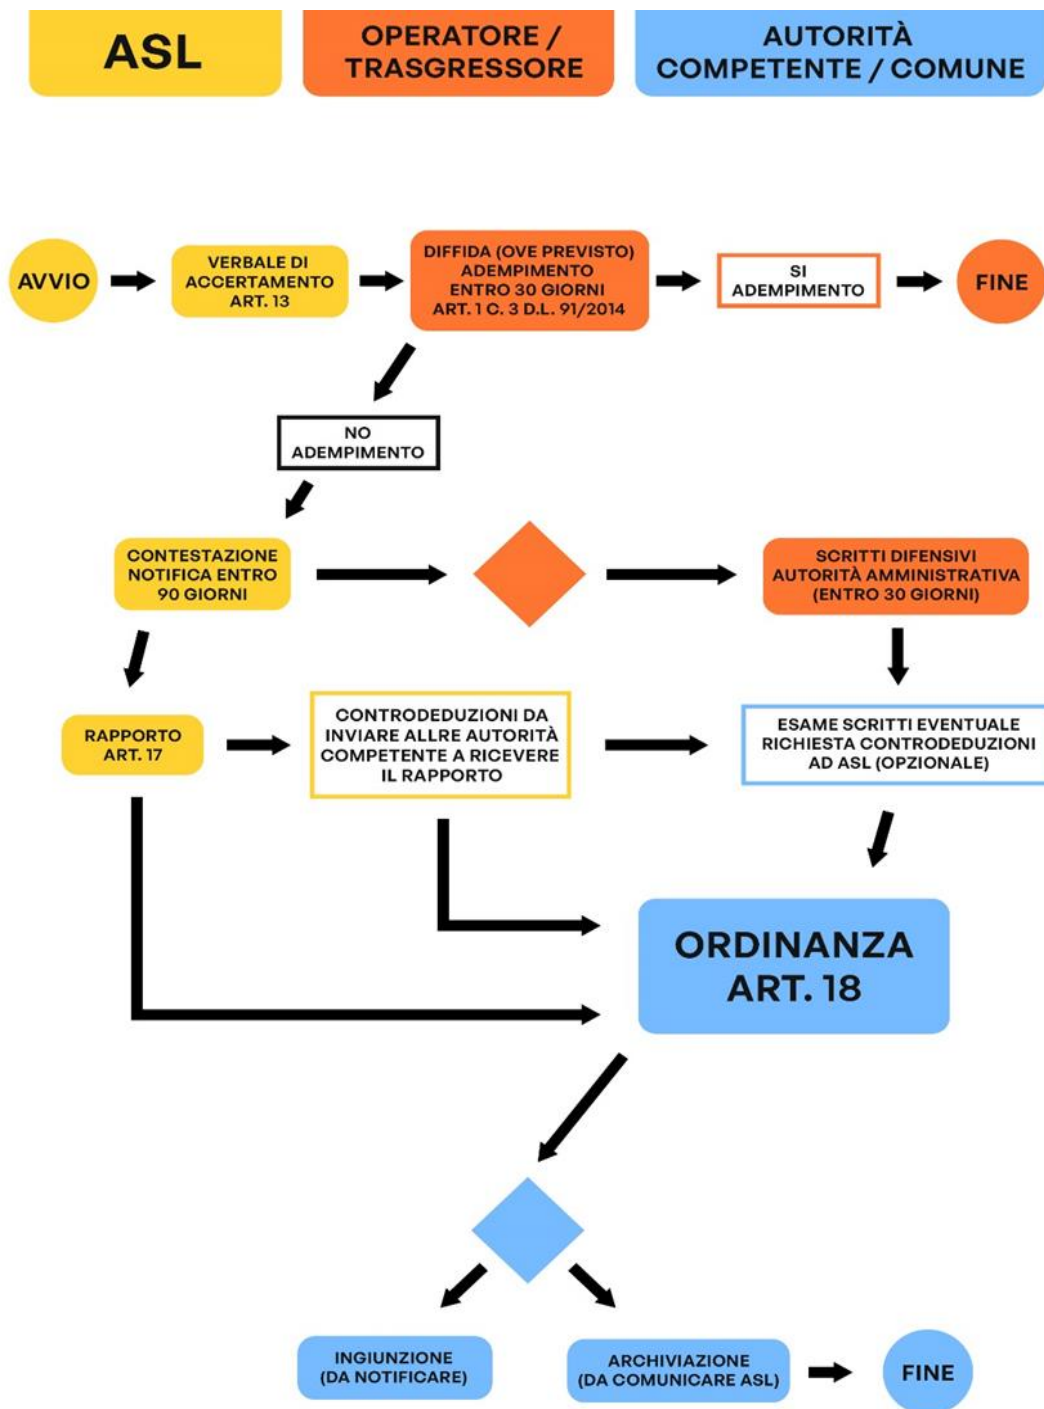 ASL
OPERATORE /
TRASGRESSORE
AUTORITÀ
COMPETENTE / COMUNE
AVVIO
VERBALE DI
ACCERTAMENTO
ART. 13
DIFFIDA (OVE PREVISTO)
ADEMPIMENTO
ENTRO 30 GIORNI
ART. 1 C. 3 D.L. 91/2014
SI
ADEMPIMENTO
FINE
NO
ADEMPIMENTO
CONTESTAZIONE
NOTIFICA ENTRO
90 GIORNI
SCRITTI DIFENSIVI
AUTORITÀ AMMINISTRATIVA
(ENTRO 30 GIORNI)
RAPPORTO
ART. 17
CONTRODEDUZIONI DA
INVIARE ALLRE AUTORITÀ
COMPETENTE A RICEVERE
IL RAPPORTO
ESAME SCRITTI EVENTUALE
RICHIESTA CONTRODEDUZIONI
AD ASL (OPZIONALE)
ORDINANZA
ART. 18
INGIUNZIONE
(DA NOTIFICARE)
ARCHIVIAZIONE
(DA COMUNICARE ASL)
FINE